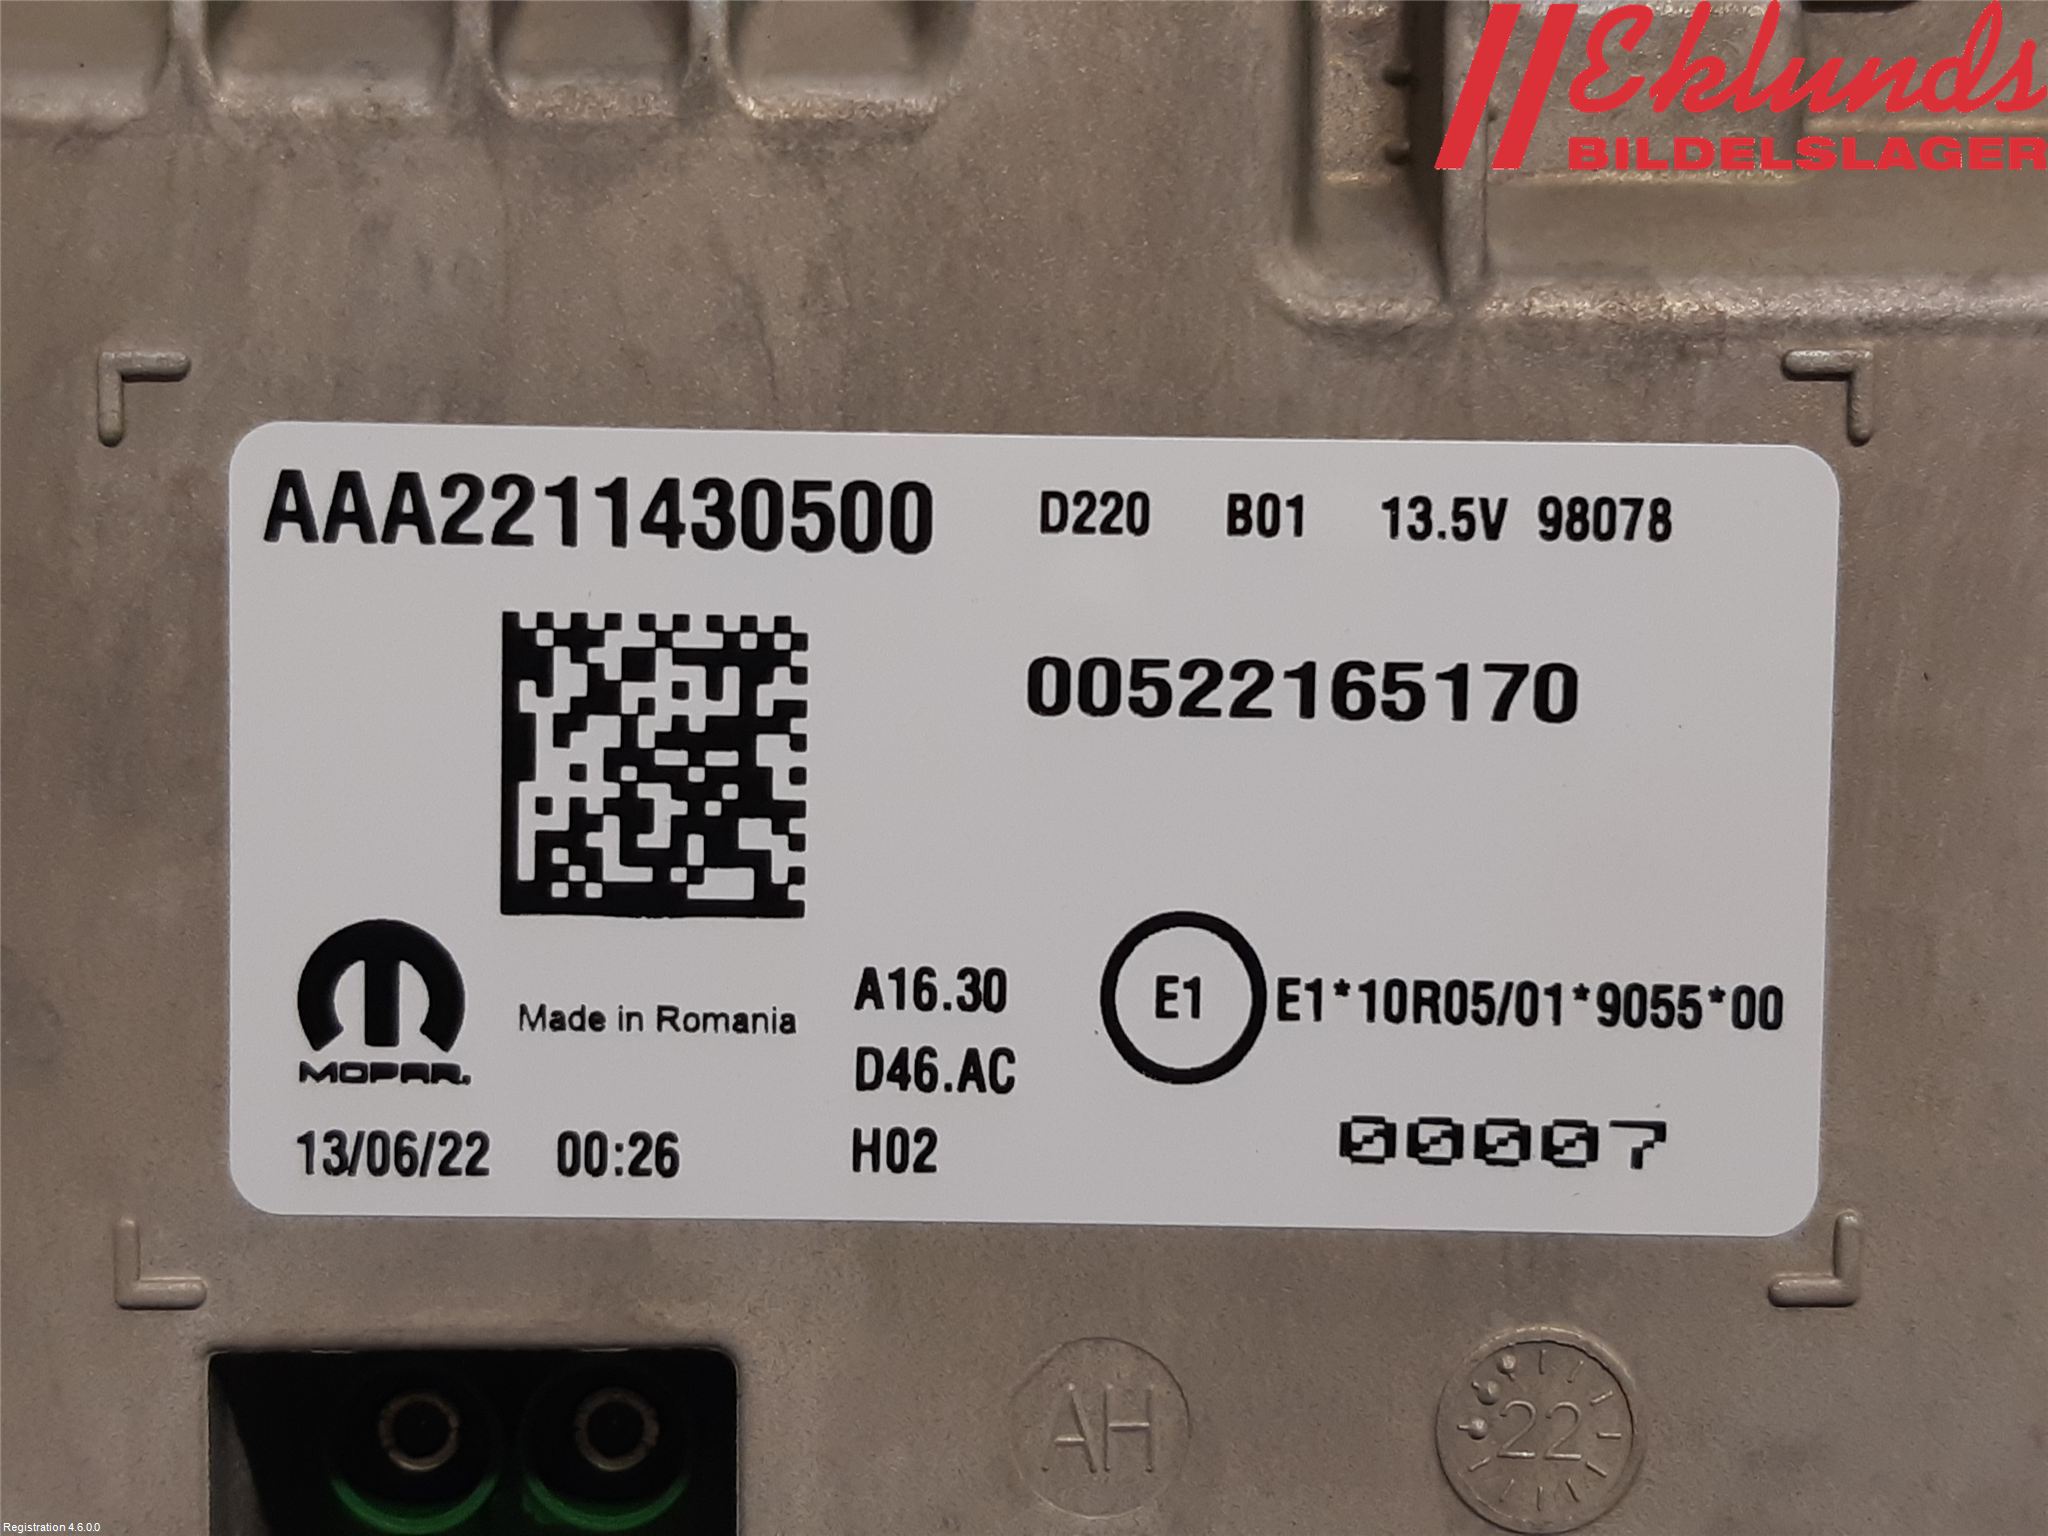 Eklunds
BILDELSLAGER
AAA2211430500 D220 B01 13.5V 98078
00522165170
MOPAR.
Made in Romania
A16.30
D46.AC
H02
E1 E1*10R05/01*9055*00
13/06/22 00:26
00007
AH
22
Registration 4.6.0.0